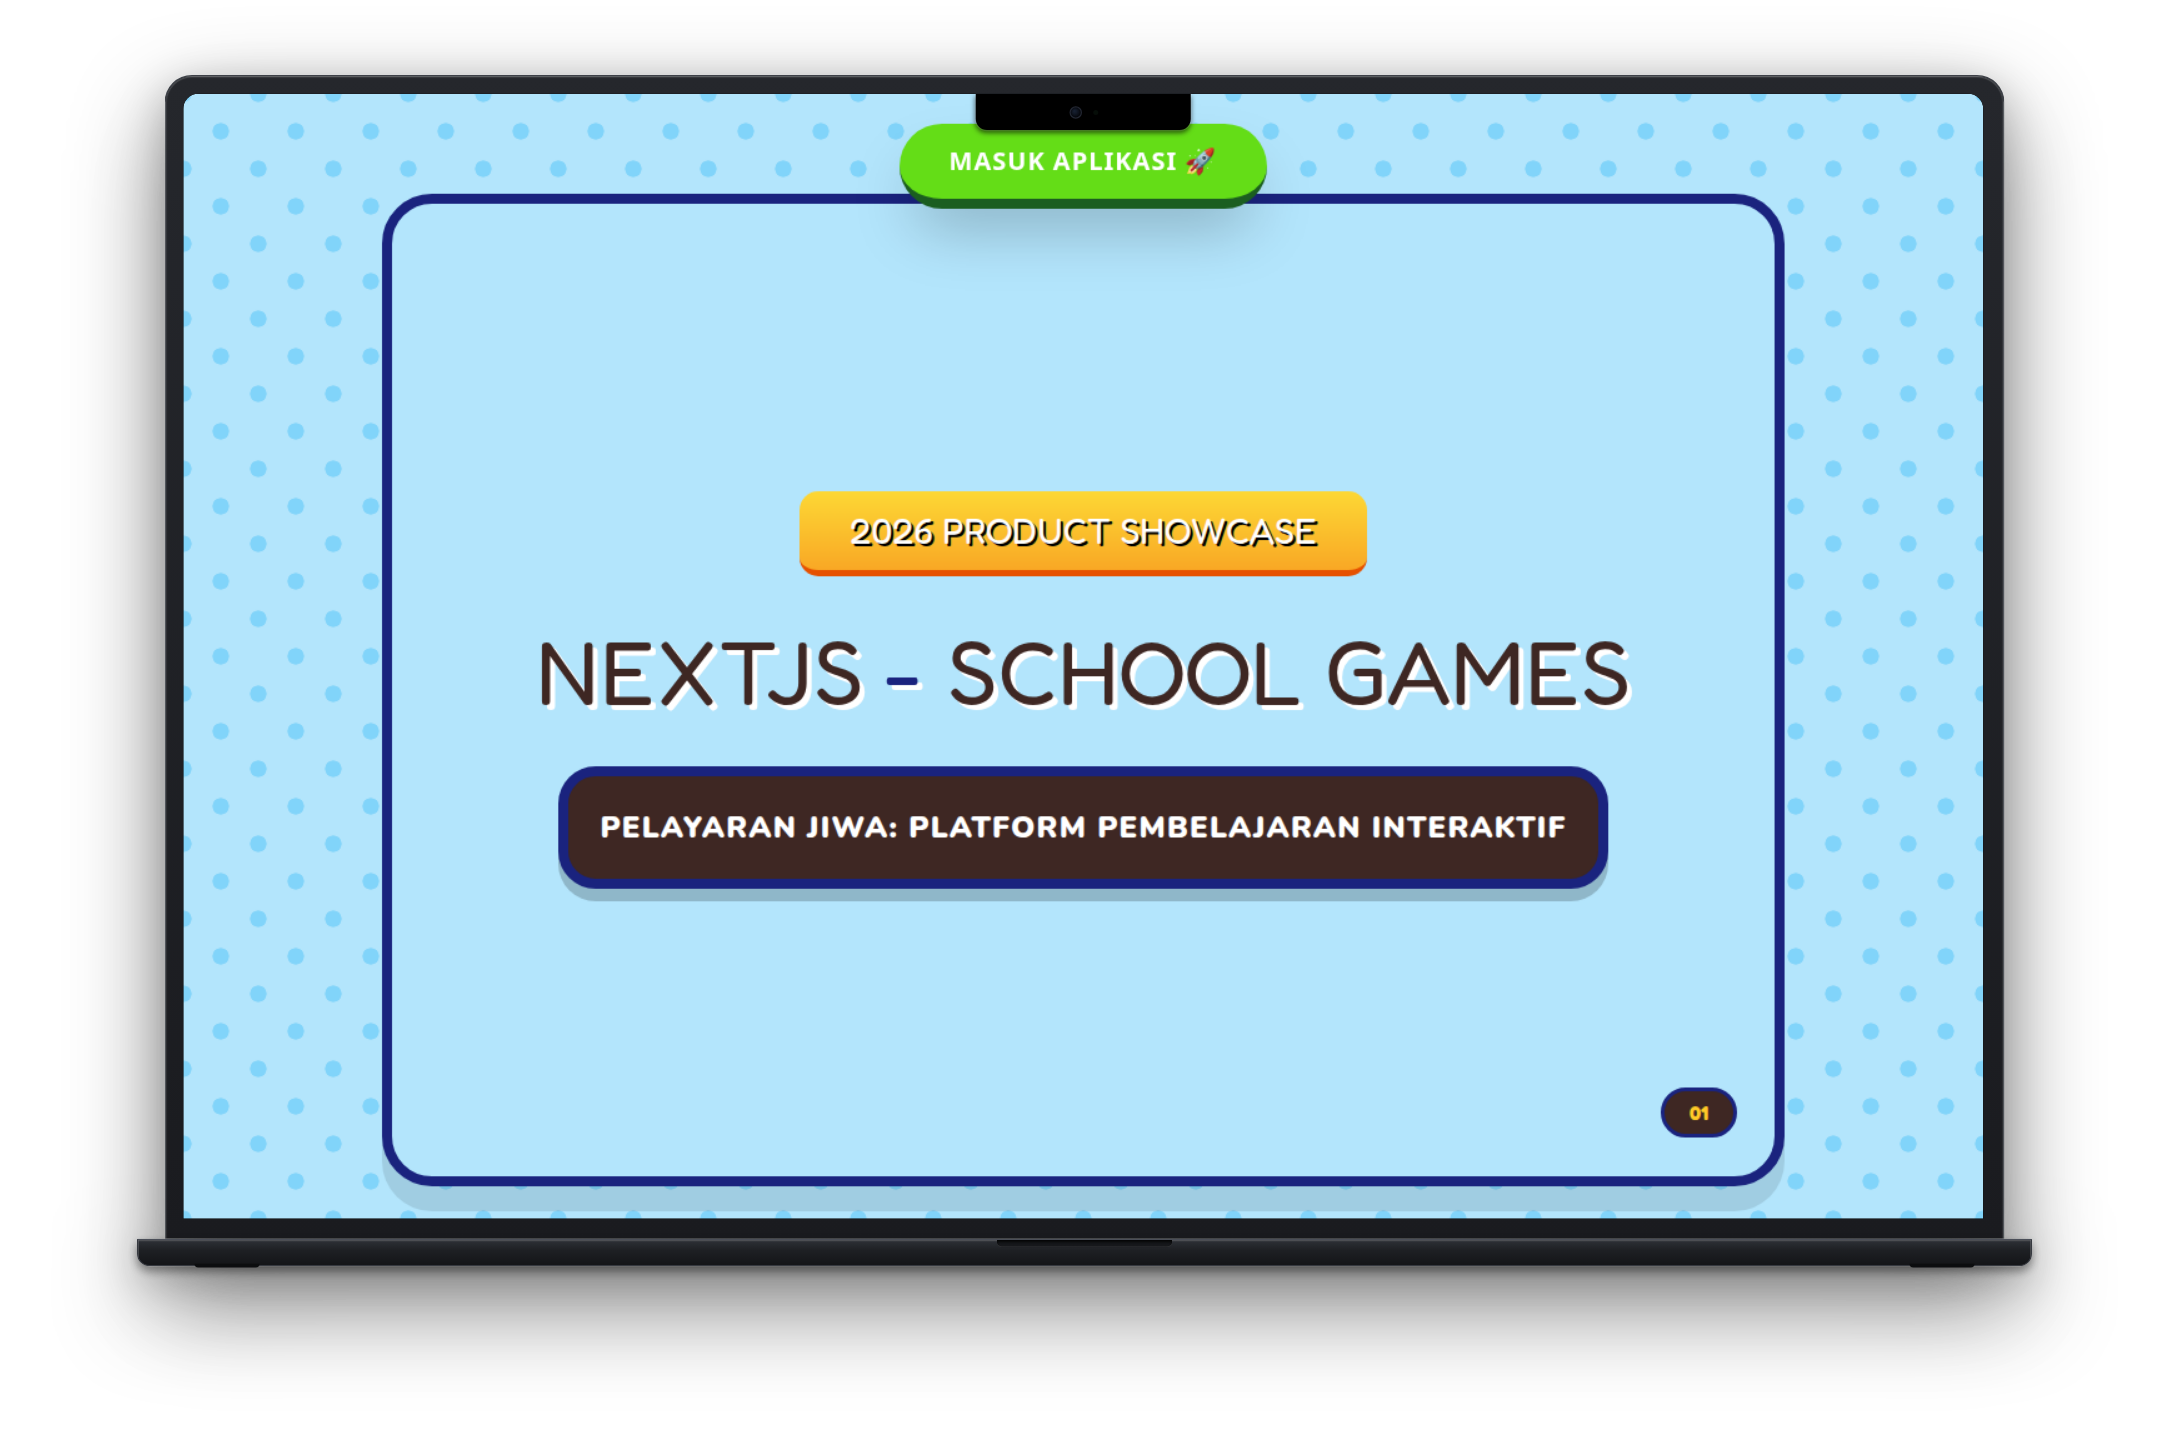 MASUK APLIKASI 🚀
2026 PRODUCT SHOWCASE
NEXTJS - SCHOOL GAMES
PELAYARAN JIWA: PLATFORM PEMBELAJARAN INTERAKTIF
01